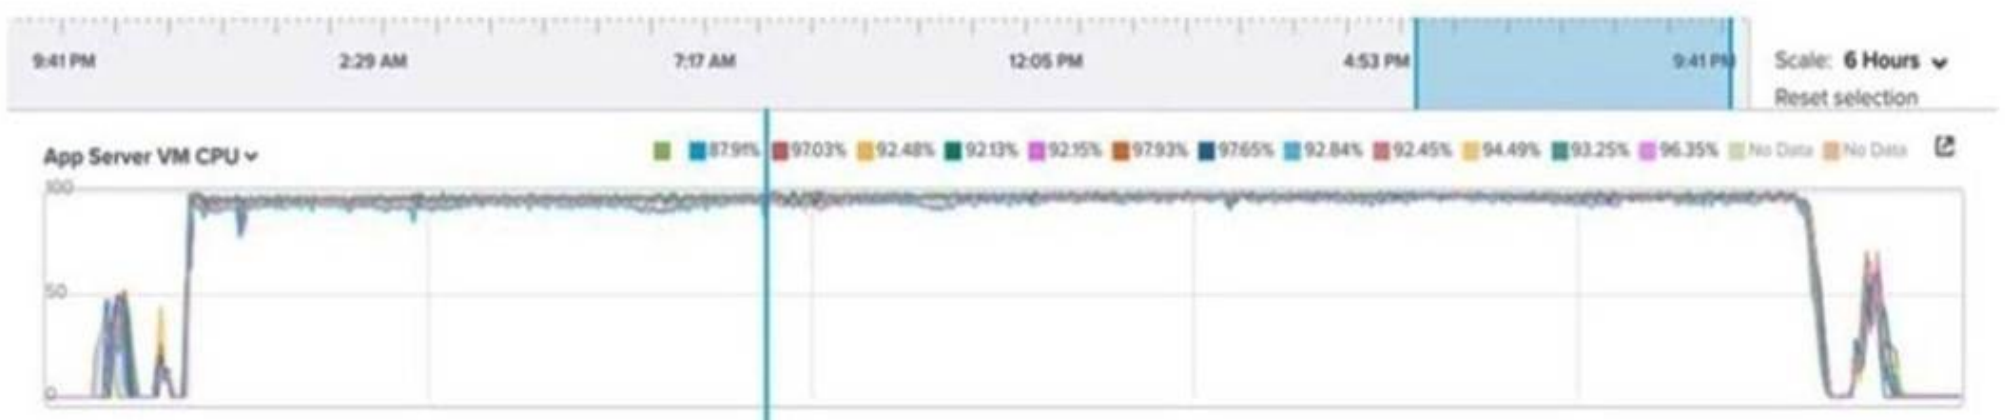 9:41 PM 2:29 AM 7:17 AM 12:05 PM 4:53 PM 9:41 PM Scale: 6 Hours
Reset selection
App Server VM CPU 87.91% 97.03% 92.48% 92.13% 92.15% 97.93% 97.65% 92.84% 92.45% 94.49% 93.25% 96.35% No Data No Data
100
50
0